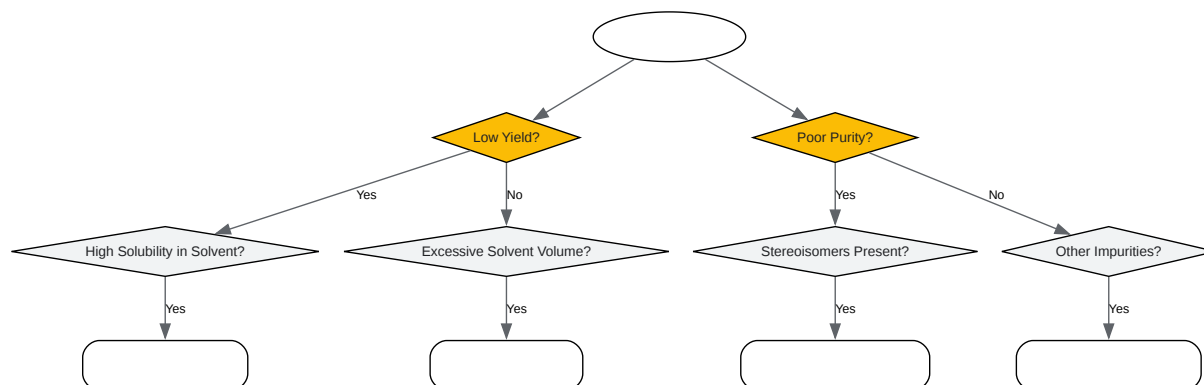 Low Yield?
Poor Purity?
Yes
No
Yes
No
High Solubility in Solvent?
Excessive Solvent Volume?
Stereoisomers Present?
Other Impurities?
Yes
Yes
Yes
Yes